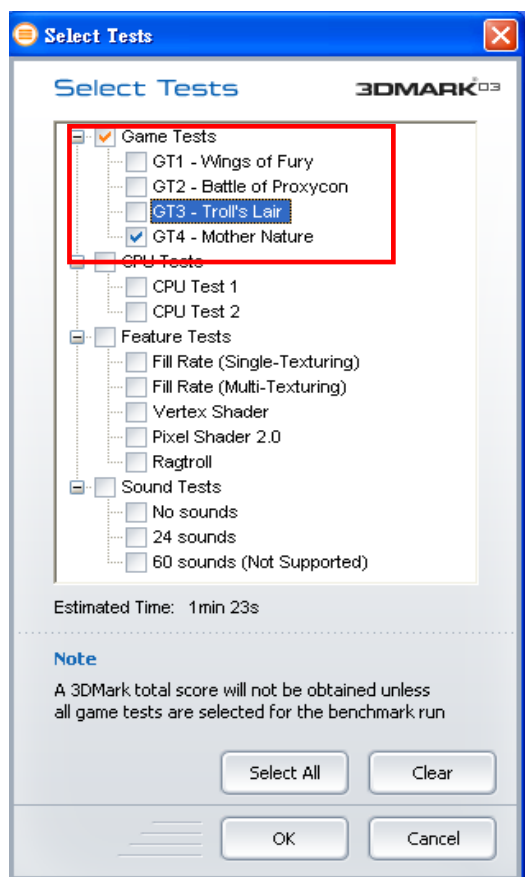 Select Tests
Select Tests
3DMARK®03
Game Tests
GT1 - Wings of Fury
GT2 - Battle of Proxycon
GT3 - Troll's Lair
GT4 - Mother Nature
CPU Tests
CPU Test 1
CPU Test 2
Feature Tests
Fill Rate (Single-Texturing)
Fill Rate (Multi-Texturing)
Vertex Shader
Pixel Shader 2.0
Ragtroll
Sound Tests
No sounds
24 sounds
60 sounds (Not Supported)
Estimated Time: 1min 23s
Note
A 3DMark total score will not be obtained unless
all game tests are selected for the benchmark run
Select All
Clear
OK
Cancel